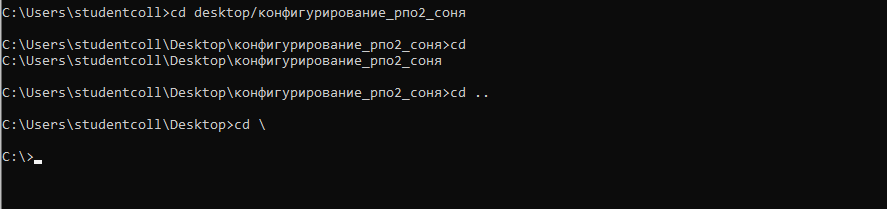 C:\Users\studentcoll>cd desktop/конфигурирование_рпо2_соня
C:\Users\studentcoll\Desktop\конфигурирование_рпо2_соня>cd
C:\Users\studentcoll\Desktop\конфигурирование_рпо2_соня
C:\Users\studentcoll\Desktop\конфигурирование_рпо2_соня>cd ..
C:\Users\studentcoll\Desktop>cd \
C:\>